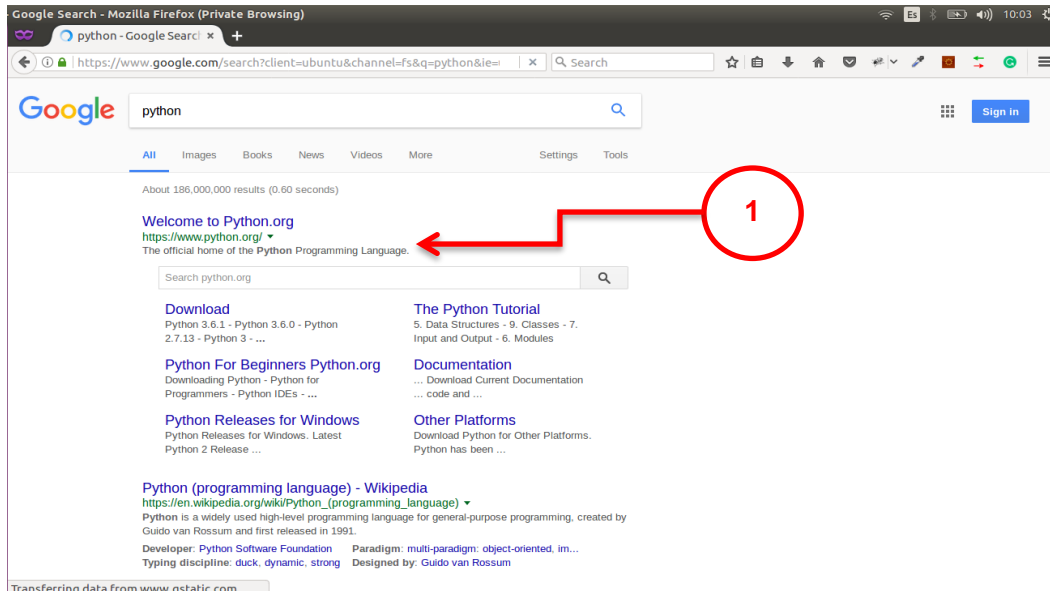 - Google Search - Mozilla Firefox (Private Browsing)
Es
10:03
python - Google Search
https://www.google.com/search?client=ubuntu&channel=fs&q=python&ie=
Search
Google
python
Sign in
All Images Books News Videos More Settings Tools
About 186,000,000 results (0.60 seconds)
Welcome to Python.org
https://www.python.org/
The official home of the Python Programming Language.
1
Search python.org
Download
Python 3.6.1 - Python 3.6.0 - Python
2.7.13 - Python 3 - ...
The Python Tutorial
5. Data Structures - 9. Classes - 7.
Input and Output - 6. Modules
Python For Beginners Python.org
Downloading Python - Python for
Programmers - Python IDEs - ...
Documentation
... Download Current Documentation
... code and ...
Python Releases for Windows
Python Releases for Windows. Latest
Python 2 Release ...
Other Platforms
Download Python for Other Platforms.
Python has been ...
Python (programming language) - Wikipedia
https://en.wikipedia.org/wiki/Python_(programming_language)
Python is a widely used high-level programming language for general-purpose programming, created by
Guido van Rossum and first released in 1991.
Developer: Python Software Foundation Paradigm: multi-paradigm: object-oriented, im...
Typing discipline: duck, dynamic, strong Designed by: Guido van Rossum
Transferring data from www.gstatic.com